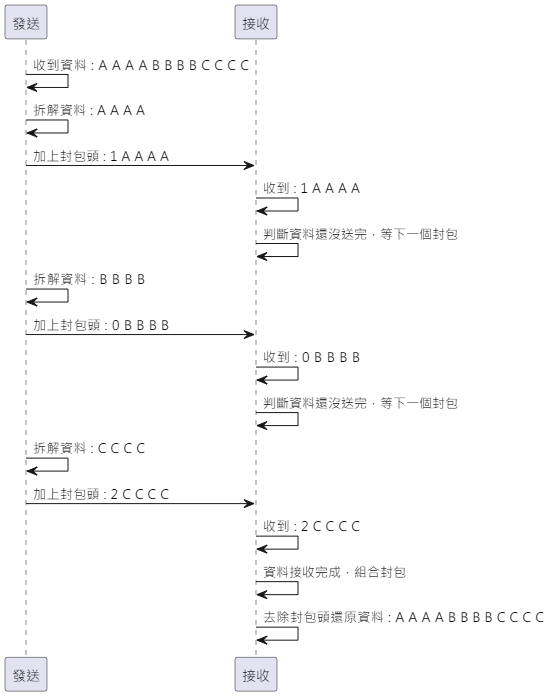 發送 接收
收到資料 : A A A A B B B B C C C C
拆解資料 : A A A A
加上封包頭 : 1 A A A A
收到 : 1 A A A A
判斷資料還沒送完，等下一個封包
拆解資料 : B B B B
加上封包頭 : 0 B B B B
收到 : 0 B B B B
判斷資料還沒送完，等下一個封包
拆解資料 : C C C C
加上封包頭 : 2 C C C C
收到 : 2 C C C C
資料接收完成，組合封包
去除封包頭還原資料 : A A A A B B B B C C C C
發送 接收